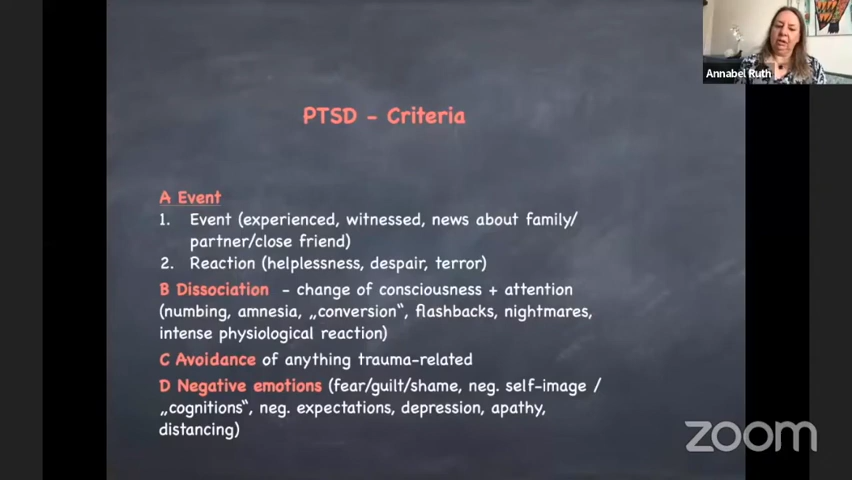 Annabel Ruth
PTSD - Criteria
A Event
1. Event (experienced, witnessed, news about family/
partner/close friend)
2. Reaction (helplessness, despair, terror)
B Dissociation - change of consciousness + attention
(numbing, amnesia, „conversion“, flashbacks, nightmares,
intense physiological reaction)
C Avoidance of anything trauma-related
D Negative emotions (fear/guilt/shame, neg. self-image /
„cognitions“, neg. expectations, depression, apathy,
distancing)
zoom